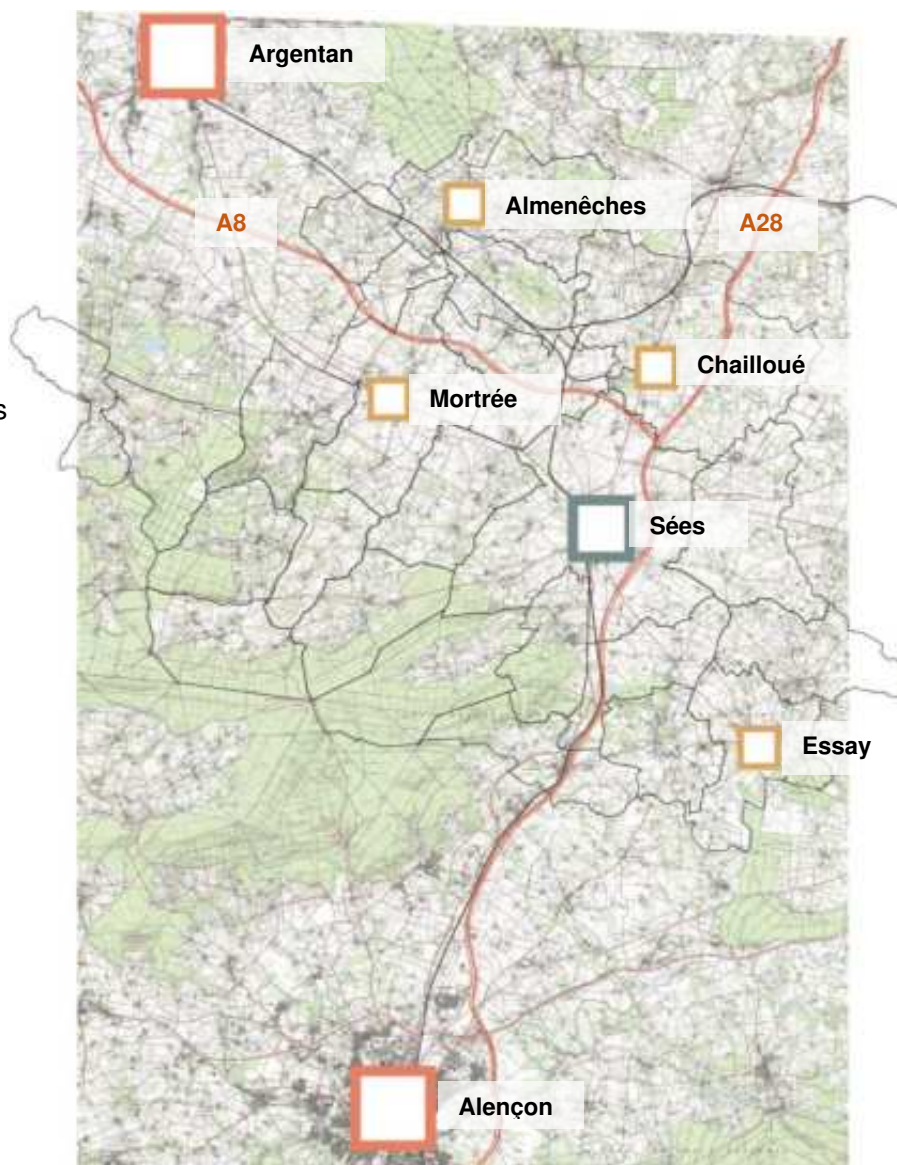 Argentan
Almenêches
A8
A28
Chailloué
Mortrée
s
Sées
Essay
Alençon